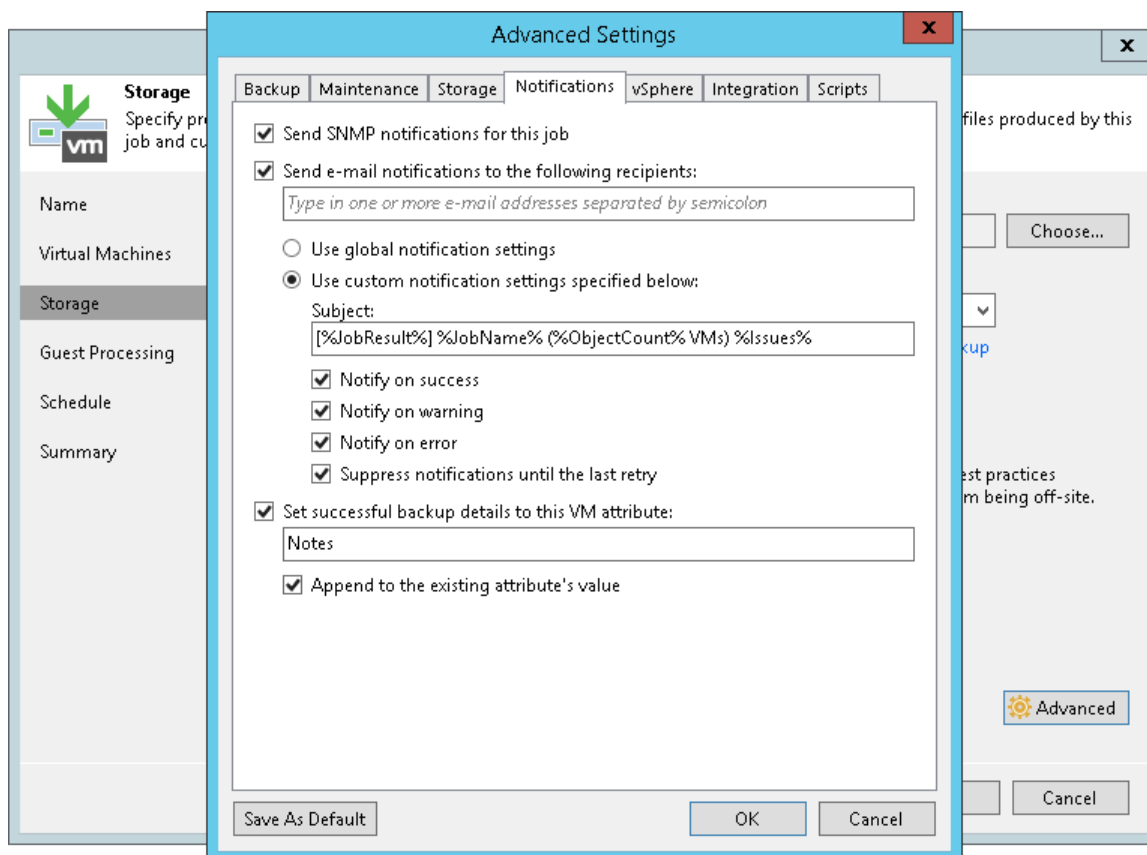 Advanced Settings
x
x
Backup
Maintenance
Storage
Notifications
vSphere
Integration
Scripts
Storage
Specify pr
job and cu
files produced by this
vm
Send SNMP notifications for this job
Send e-mail notifications to the following recipients:
Type in one or more e-mail addresses separated by semicolon
Name
Virtual Machines
Storage
Guest Processing
Schedule
Summary
Use global notification settings
Use custom notification settings specified below:
Subject:
[%JobResult%] %JobName% (%ObjectCount% VMs) %Issues%
Notify on success
Notify on warning
Notify on error
Suppress notifications until the last retry
Set successful backup details to this VM attribute:
Notes
Append to the existing attribute's value
Choose...
kup
est practices
m being off-site.
Advanced
Save As Default
OK
Cancel
Cancel